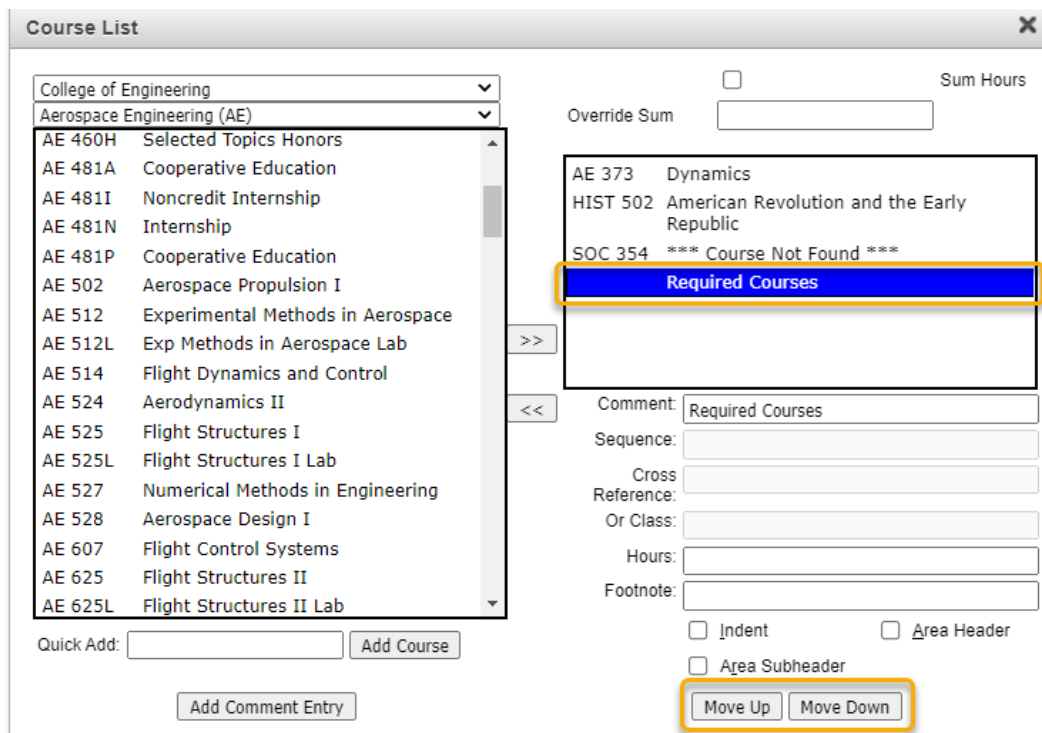 Course List
College of Engineering
Aerospace Engineering (AE)
AE 460H Selected Topics Honors
AE 481A Cooperative Education
AE 481I Noncredit Internship
AE 481N Internship
AE 481P Cooperative Education
AE 502 Aerospace Propulsion I
AE 512 Experimental Methods in Aerospace
AE 512L Exp Methods in Aerospace Lab
AE 514 Flight Dynamics and Control
AE 524 Aerodynamics II
AE 525 Flight Structures I
AE 525L Flight Structures I Lab
AE 527 Numerical Methods in Engineering
AE 528 Aerospace Design I
AE 607 Flight Control Systems
AE 625 Flight Structures II
AE 625L Flight Structures II Lab
Quick Add:
Add Course
Add Comment Entry
>>
<<
Sum Hours
Override Sum
AE 373 Dynamics
HIST 502 American Revolution and the Early
Republic
SOC 354 *** Course Not Found ***
Required Courses
Comment: Required Courses
Sequence:
Cross
Reference:
Or Class:
Hours:
Footnote:
Indent
Area Header
Area Subheader
Move Up
Move Down